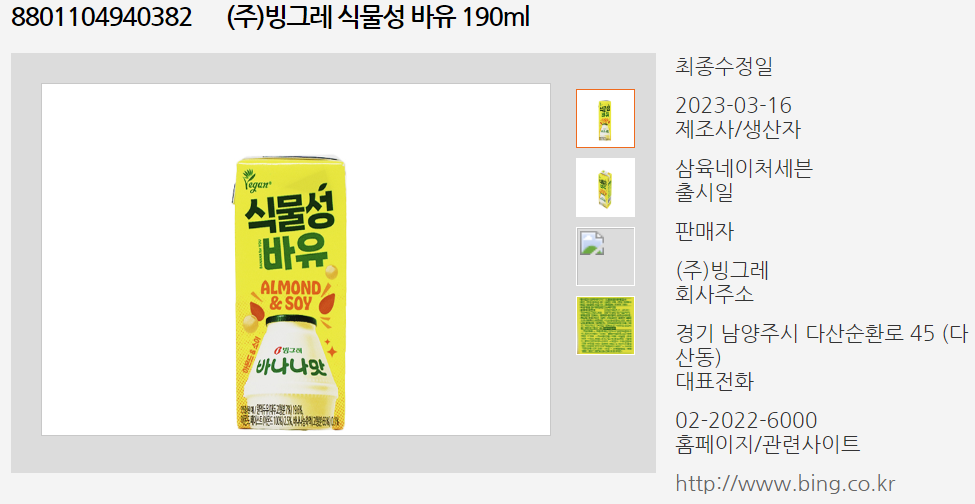 8801104940382 (주)빙그레 식물성 바유 190ml
최종수정일
2023-03-16
제조사/생산자
삼육네이처세븐
출시일
판매자
(주)빙그레
회사주소
경기 남양주시 다산순환로 45 (다
산동)
대표전화
02-2022-6000
홈페이지/관련사이트
http://www.bing.co.kr
Vegan
식물성
바유
ALMOND
& SOY
아몬드 & 소이
빙그레
바나나맛